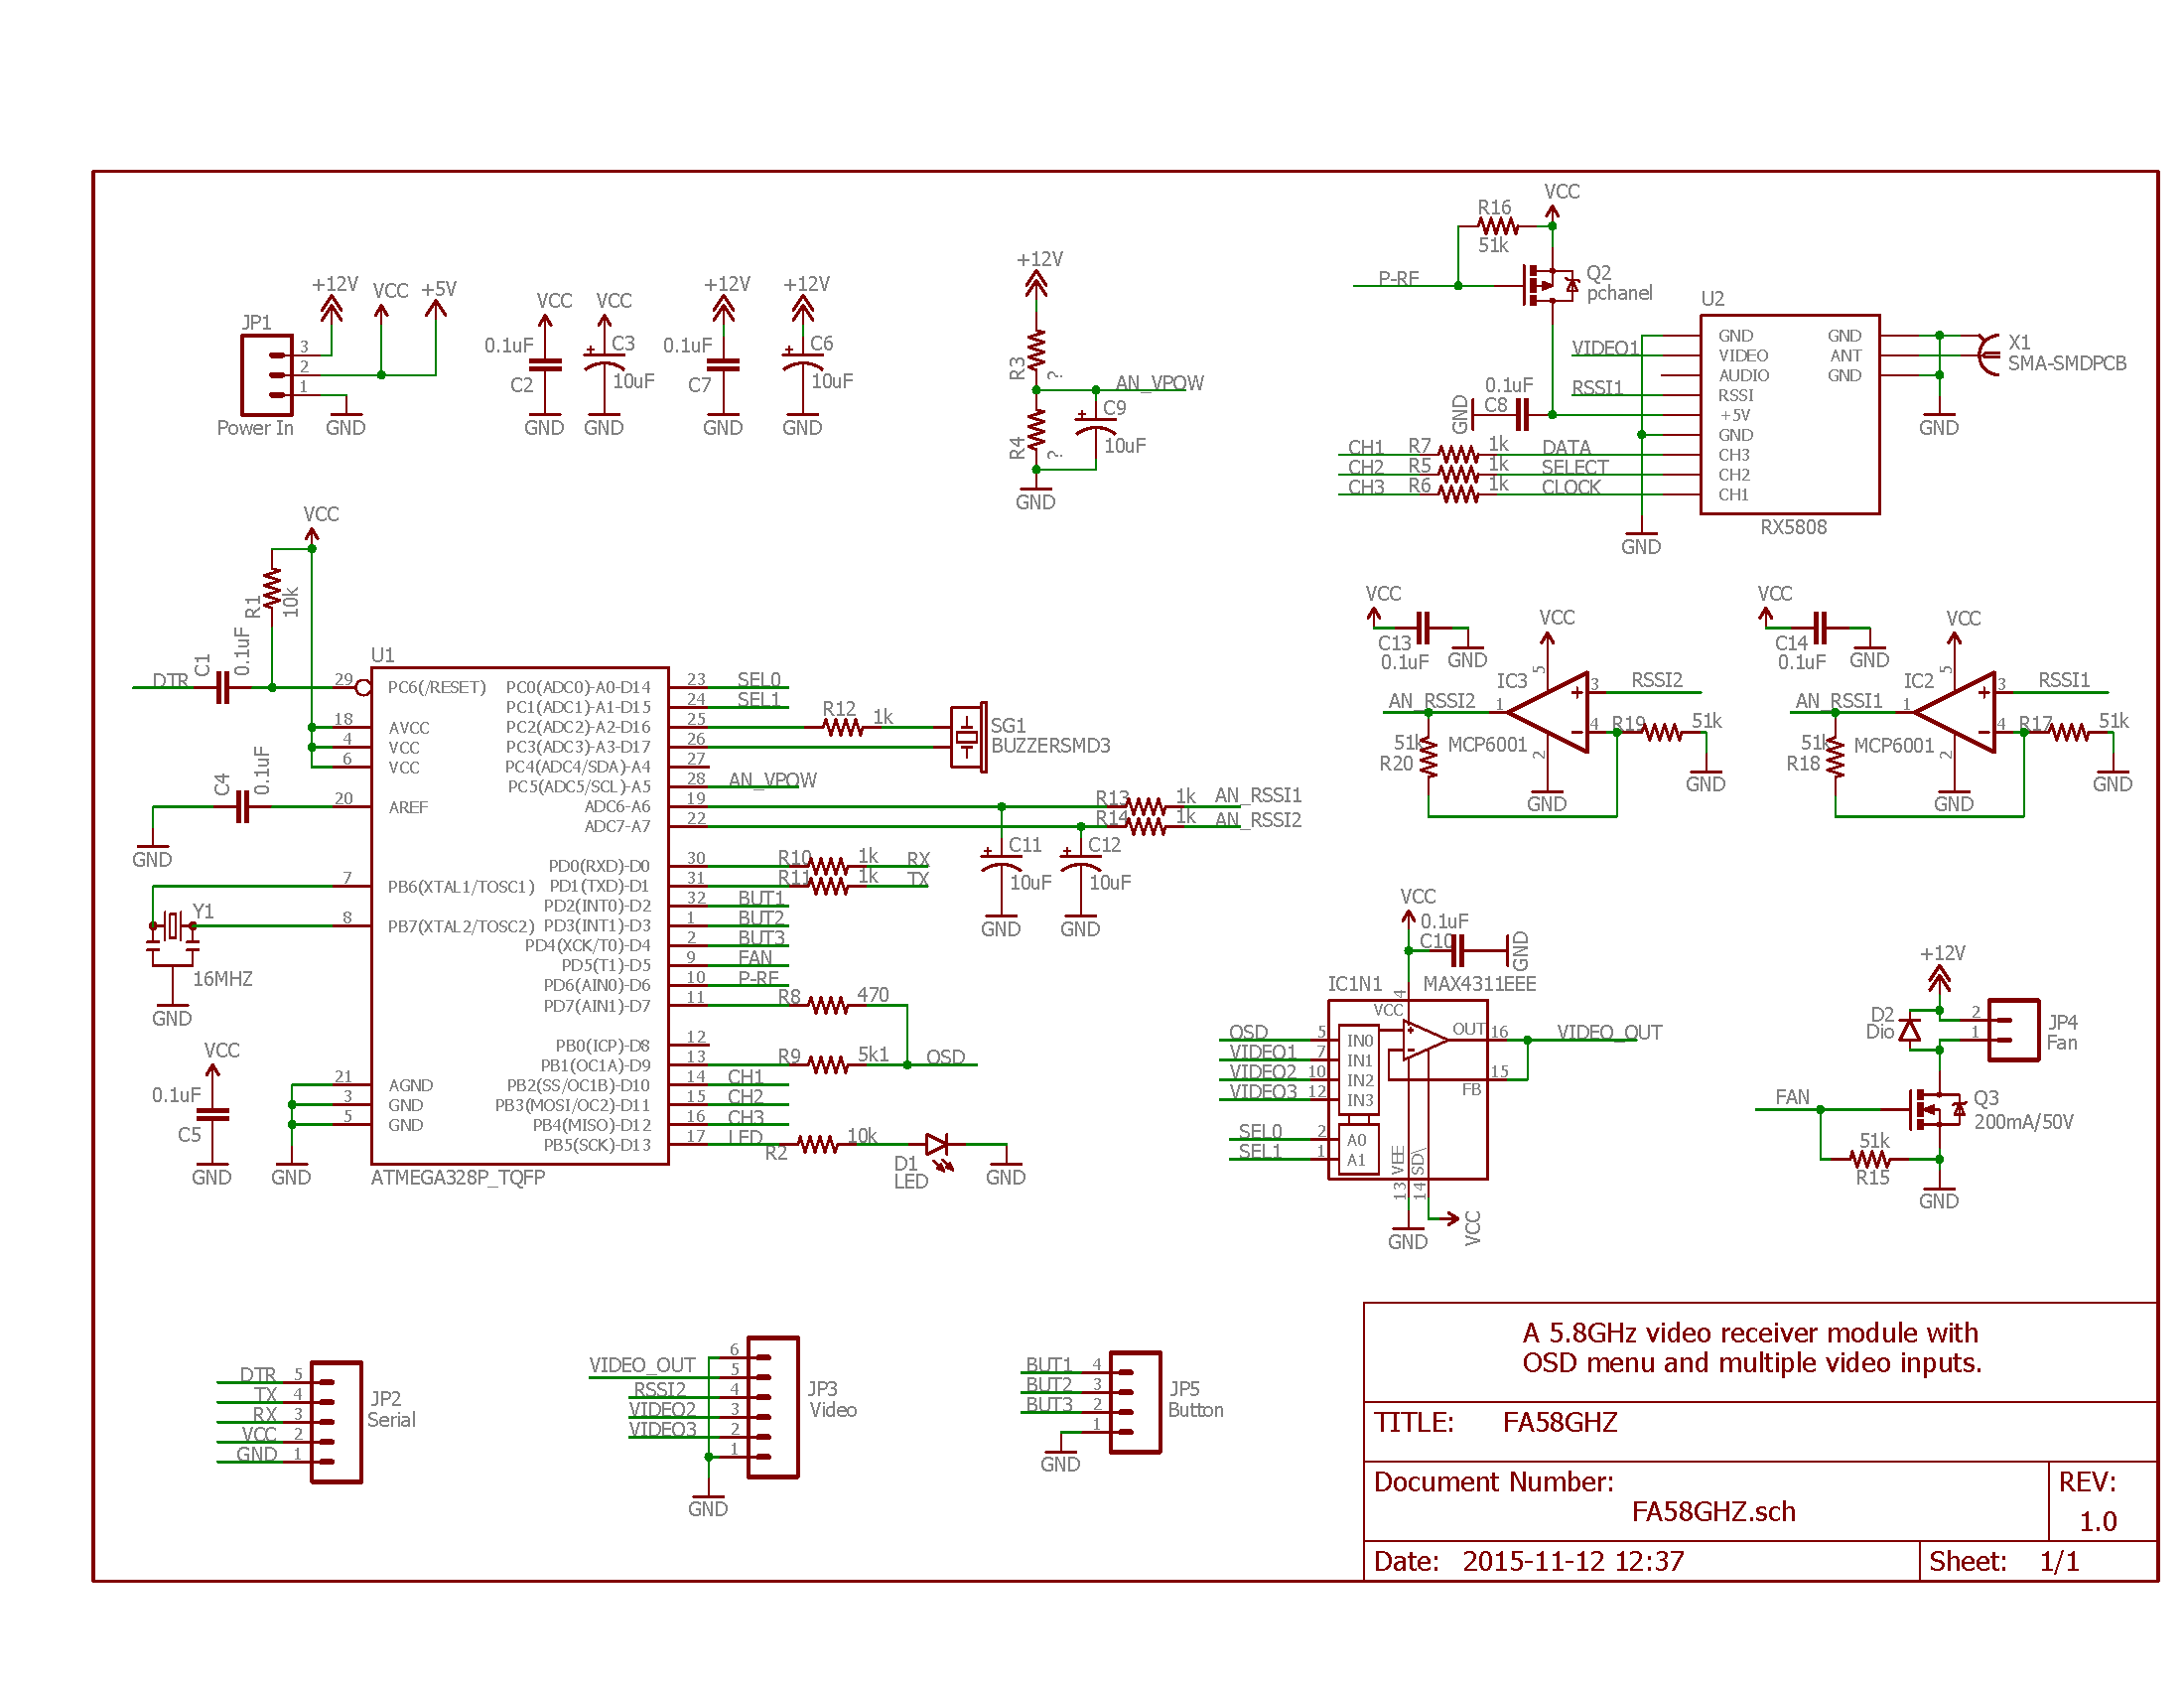 JP1
+12V
VCC
+5V
3
2
1
Power In
GND
VCC
0.1uF
C2
GND
VCC
C3
10uF
GND
+12V
0.1uF
C7
GND
+12V
C6
10uF
GND
+12V
R3
?
AN_VPOW
R4
?
C9
10uF
GND
VCC
R16
51k
P-RF
Q2
pchanel
U2
GND
VIDEO
AUDIO
RSSI
+5V
GND
CH3
CH2
CH1
GND
ANT
GND
RX5808
VIDEO1
RSSI1
0.1uF
C8
GND
CH1 R7 1k DATA
CH2 R5 1k SELECT
CH3 R6 1k CLOCK
GND
X1
SMA-SMDPCB
GND
VCC
R1
10k
DTR
C1
0.1uF
C4
0.1uF
GND
Y1
16MHZ
GND
VCC
0.1uF
C5
GND
GND
U1
29 PC6(/RESET)
18 AVCC
4 VCC
6 VCC
20 AREF
7 PB6(XTAL1/TOSC1)
8 PB7(XTAL2/TOSC2)
21 AGND
3 GND
5 GND
PC0(ADC0)-A0-D14 23 SEL0
PC1(ADC1)-A1-D15 24 SEL1
PC2(ADC2)-A2-D16 25 R12 1k
PC3(ADC3)-A3-D17 26
PC4(ADC4/SDA)-A4 27
PC5(ADC5/SCL)-A5 28 AN_VPOW
ADC6-A6 19 R13 1k AN_RSSI1
ADC7-A7 22 R14 1k AN_RSSI2
PD0(RXD)-D0 30 R10 1k RX
PD1(TXD)-D1 31 R11 1k TX
PD2(INT0)-D2 32 BUT1
PD3(INT1)-D3 1 BUT2
PD4(XCK/T0)-D4 2 BUT3
PD5(T1)-D5 9 FAN
PD6(AIN0)-D6 10 P-RF
PD7(AIN1)-D7 11 R8 470
PB0(ICP)-D8 12
PB1(OC1A)-D9 13 R9 5k1 OSD
PB2(SS/OC1B)-D10 14 CH1
PB3(MOSI/OC2)-D11 15 CH2
PB4(MISO)-D12 16 CH3
PB5(SCK)-D13 17 LED R2 10k
ATMEGA328P_TQFP
D1
LED
GND
SG1
BUZZERSMD3
C11
10uF
GND
C12
10uF
GND
VCC
C13
0.1uF
GND
VCC
IC3
5
3 RSSI2
AN_RSSI2 1
4 R19 51k
MCP6001
51k
R20
2
GND
GND
VCC
C14
0.1uF
GND
VCC
IC2
5
3 RSSI1
AN_RSSI1 1
4 R17 51k
MCP6001
51k
R18
2
GND
GND
VCC
0.1uF
C10
GND
IC1N1
MAX4311EEE
4
VCC
OSD 5 IN0
VIDEO1 7 IN1
VIDEO2 10 IN2
VIDEO3 12 IN3
SEL0 2 A0
SEL1 1 A1
OUT 16 VIDEO_OUT
FB 15
VEE
SD\
13
14
GND
VCC
+12V
D2
Dio
2
1
JP4
Fan
FAN
Q3
200mA/50V
51k
R15
GND
DTR 5
TX 4
RX 3
VCC 2
GND 1
JP2
Serial
6
VIDEO_OUT 5
RSSI2 4
VIDEO2 3
VIDEO3 2
1
JP3
Video
GND
BUT1 4
BUT2 3
BUT3 2
1
JP5
Button
GND
A 5.8GHz video receiver module with
OSD menu and multiple video inputs.
TITLE: FA58GHZ
Document Number:
FA58GHZ.sch
REV:
1.0
Date: 2015-11-12 12:37
Sheet: 1/1